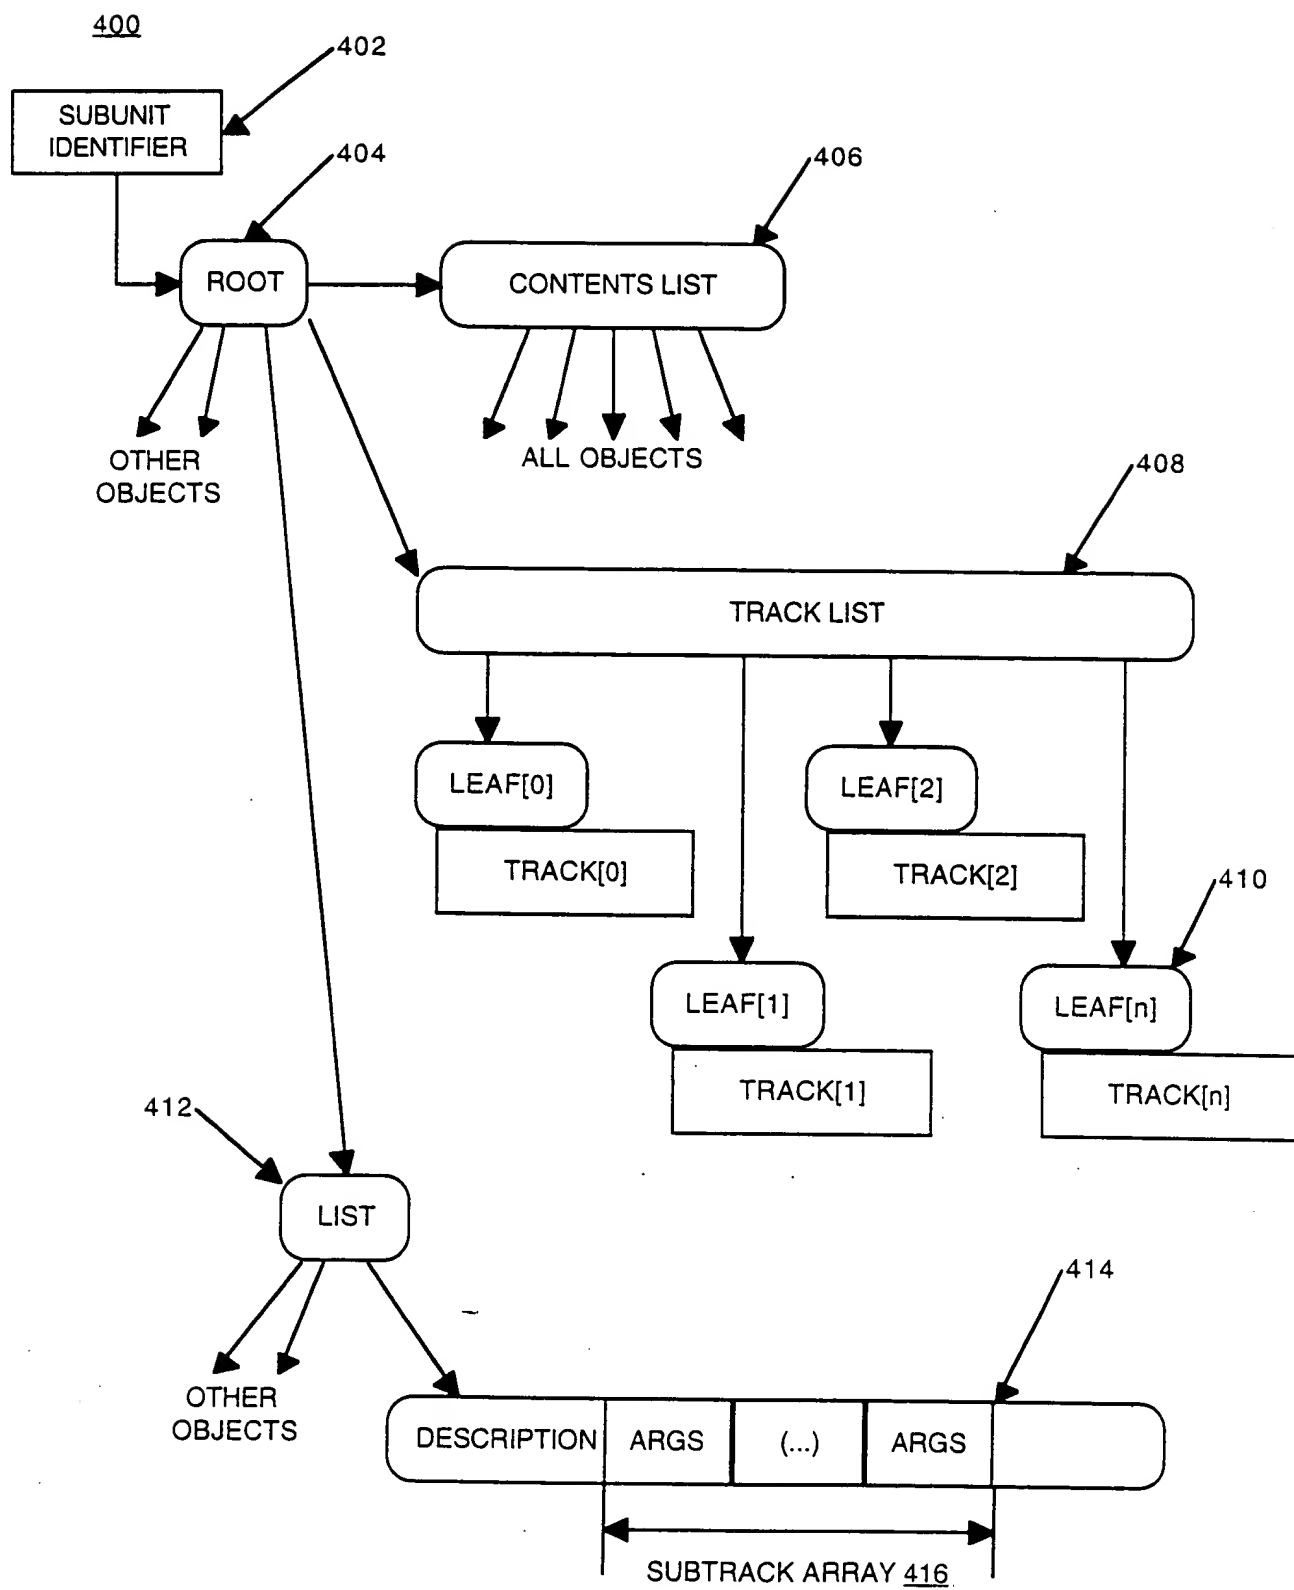 400
402
SUBUNIT
IDENTIFIER
404
406
ROOT
CONTENTS LIST
OTHER
OBJECTS
ALL OBJECTS
408
TRACK LIST
LEAF[0]
LEAF[2]
TRACK[0]
TRACK[2]
410
LEAF[1]
LEAF[n]
TRACK[1]
TRACK[n]
412
LIST
414
OTHER
OBJECTS
DESCRIPTION ARGS (...) ARGS
SUBTRACK ARRAY 416